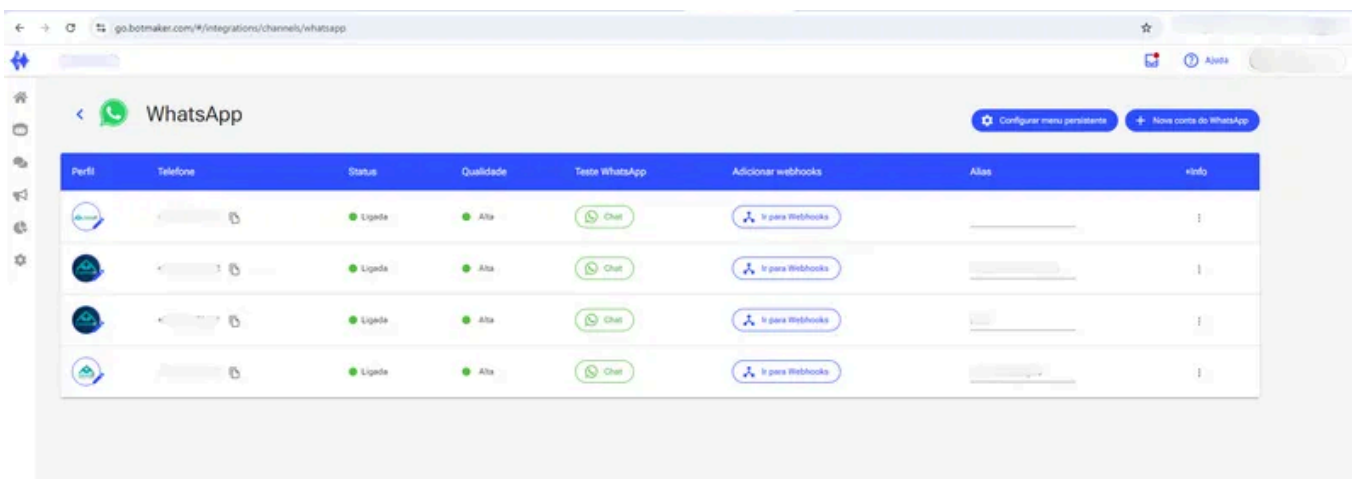 go.botmaker.com/#/integrations/channels/whatsapp
Ajuda
WhatsApp
Configurar menu persistente
Nova conta do WhatsApp
Perfil Telefone Status Qualidade Teste WhatsApp Adicionar webhooks Alias +Info
Ligada Alta Chat Ir para Webhooks
Ligada Alta Chat Ir para Webhooks
Ligada Alta Chat Ir para Webhooks
Ligada Alta Chat Ir para Webhooks